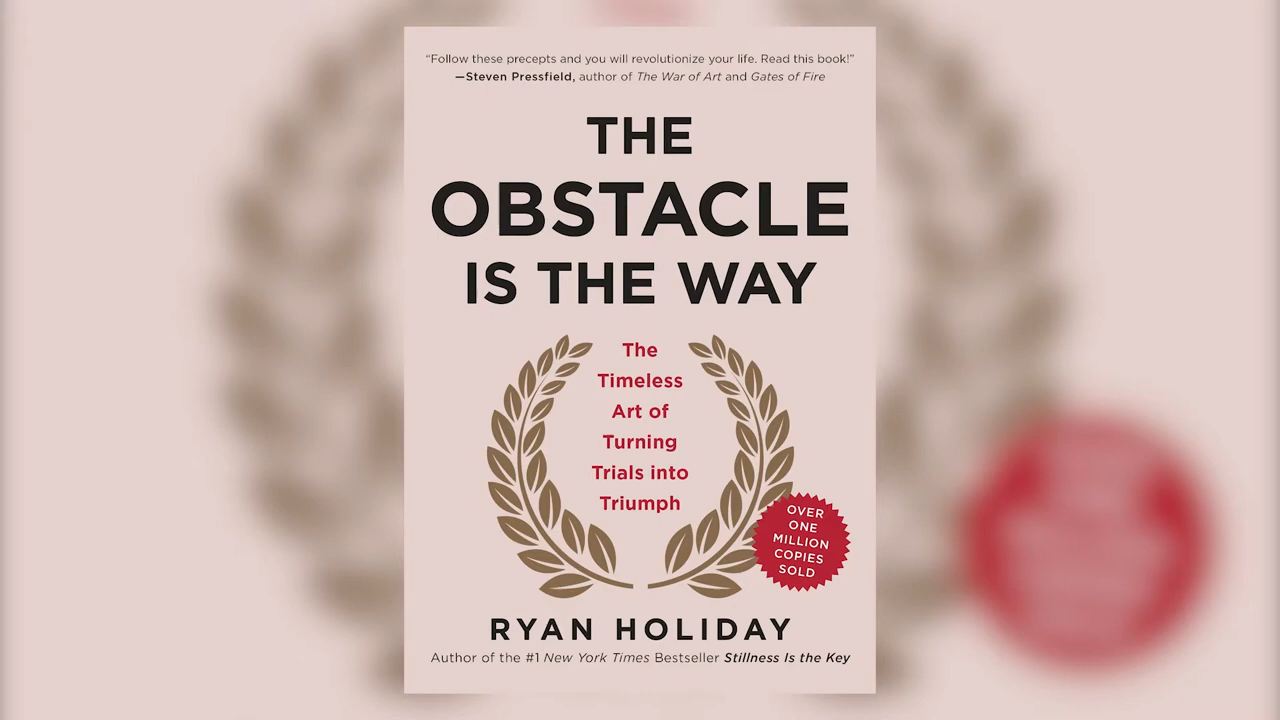 “Follow these precepts and you will revolutionize your life. Read this book!”
—Steven Pressfield, author of The War of Art and Gates of Fire
THE
OBSTACLE
IS THE WAY
The
Timeless
Art of
Turning
Trials into
Triumph
OVER
ONE
MILLION
COPIES
SOLD
RYAN HOLIDAY
Author of the #1 New York Times Bestseller Stillness Is the Key